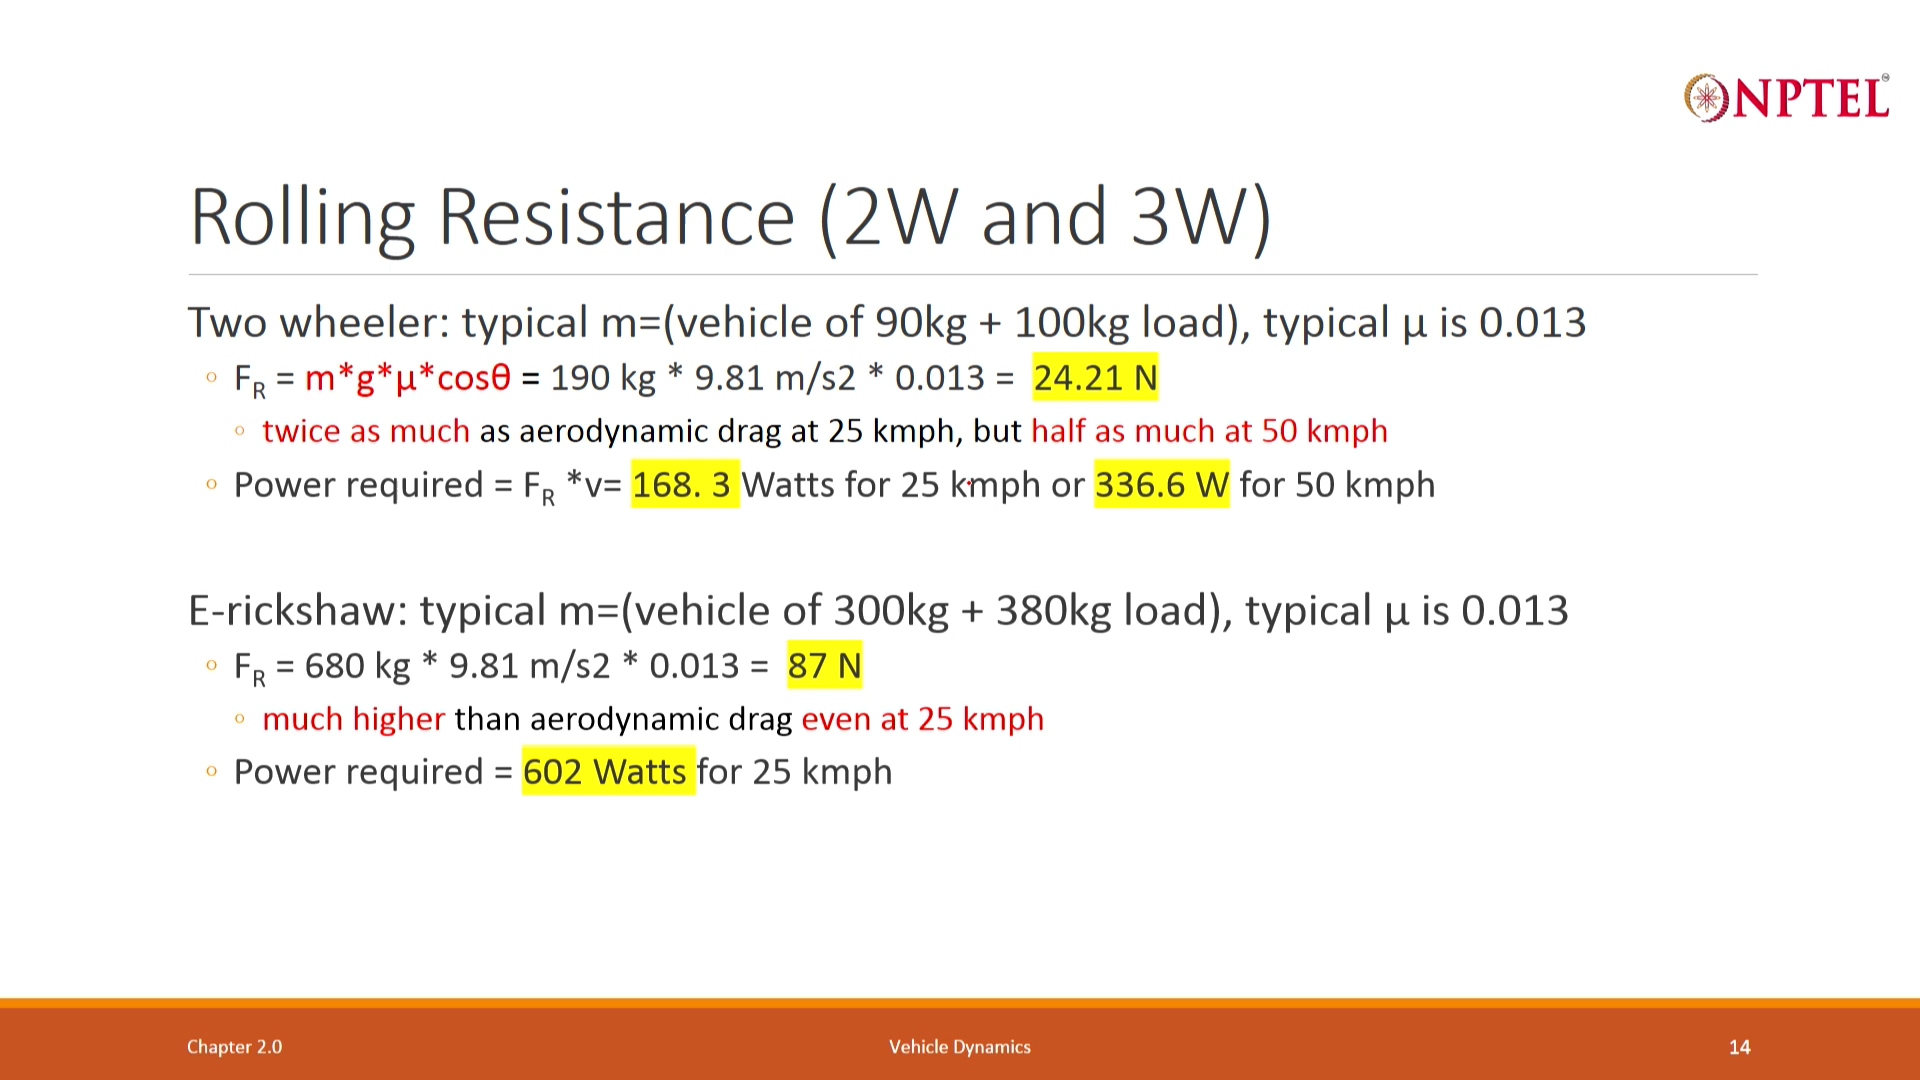 NPTEL
Rolling Resistance (2W and 3W)
Two wheeler: typical m=(vehicle of 90kg + 100kg load), typical μ is 0.013
◦ FR = m*g*μ*cosθ = 190 kg * 9.81 m/s2 * 0.013 = 24.21 N
◦ twice as much as aerodynamic drag at 25 kmph, but half as much at 50 kmph
◦ Power required = FR *v= 168. 3 Watts for 25 kmph or 336.6 W for 50 kmph
E-rickshaw: typical m=(vehicle of 300kg + 380kg load), typical μ is 0.013
◦ FR = 680 kg * 9.81 m/s2 * 0.013 = 87 N
◦ much higher than aerodynamic drag even at 25 kmph
◦ Power required = 602 Watts for 25 kmph
Chapter 2.0 Vehicle Dynamics 14